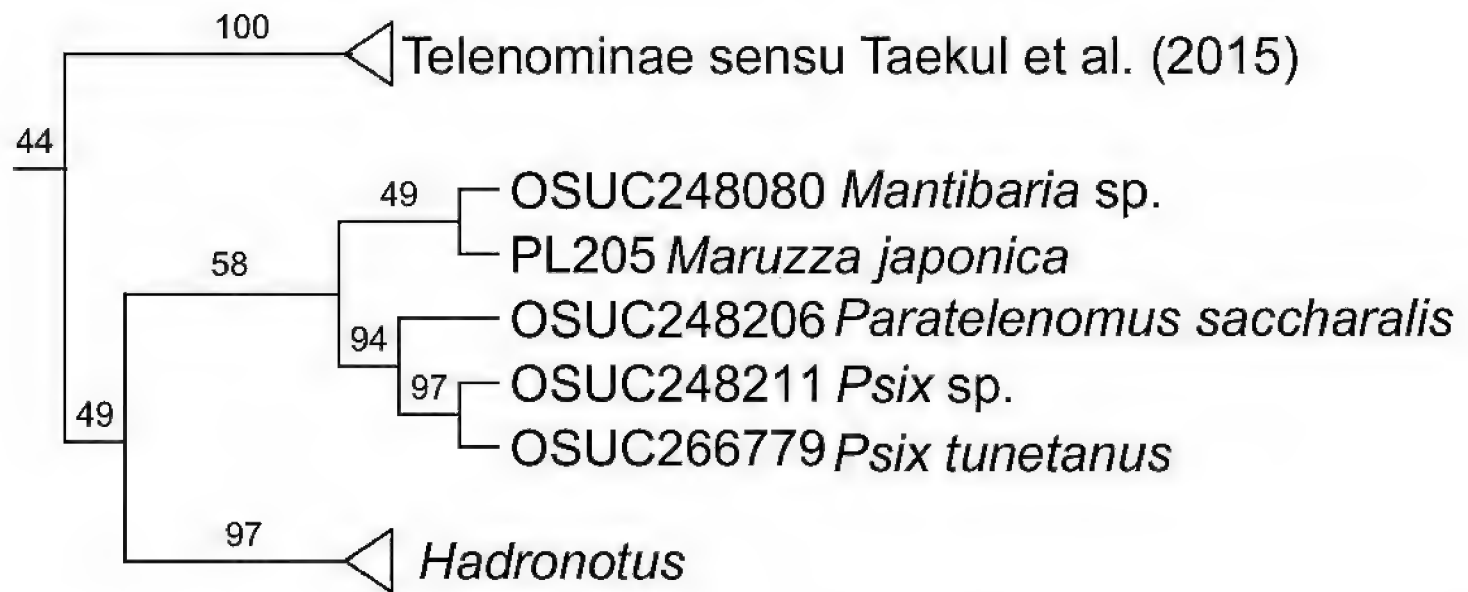 100
Telenominae sensu Taekul et al. (2015)
44
49
OSUC248080 Mantibaria sp.
PL205 Maruzza japonica
58
OSUC248206 Paratelenomus saccharalis
94
OSUC248211 Psix sp.
97
49
OSUC266779 Psix tunetanus
97
Hadronotus